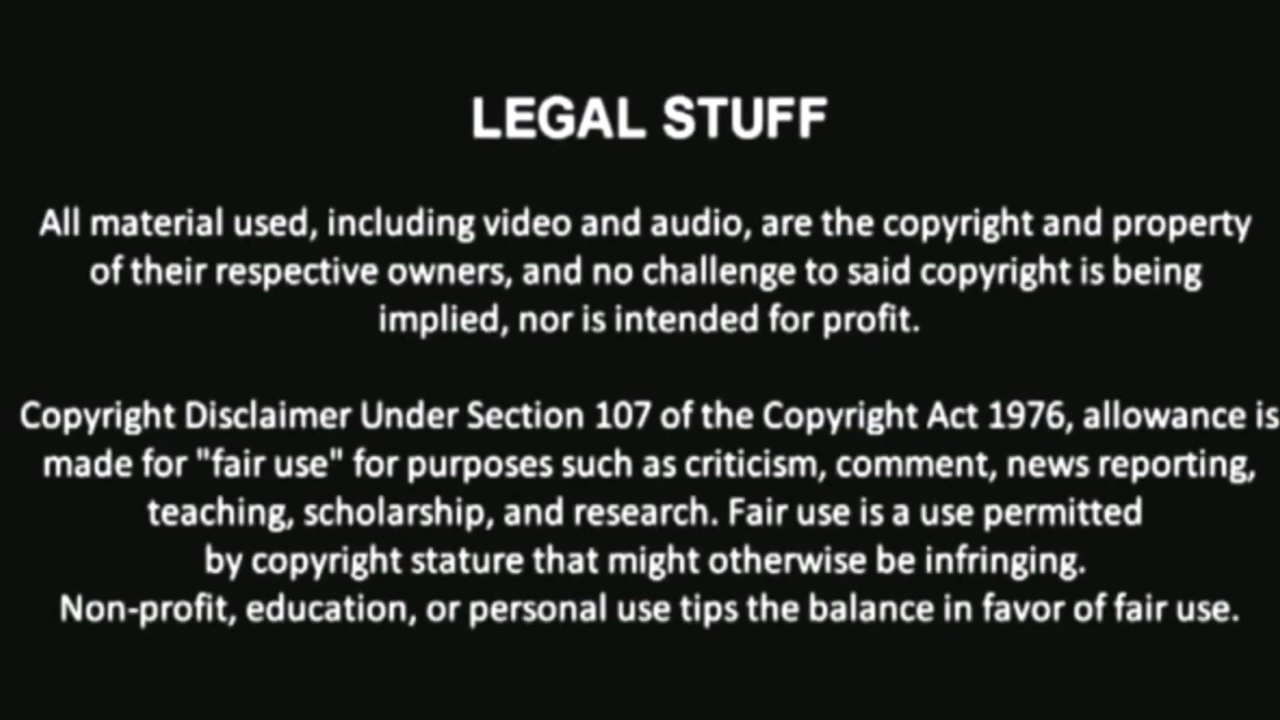 LEGAL STUFF
All material used, including video and audio, are the copyright and property
of their respective owners, and no challenge to said copyright is being
implied, nor is intended for profit.
Copyright Disclaimer Under Section 107 of the Copyright Act 1976, allowance is
made for "fair use" for purposes such as criticism, comment, news reporting,
teaching, scholarship, and research. Fair use is a use permitted
by copyright stature that might otherwise be infringing.
Non-profit, education, or personal use tips the balance in favor of fair use.